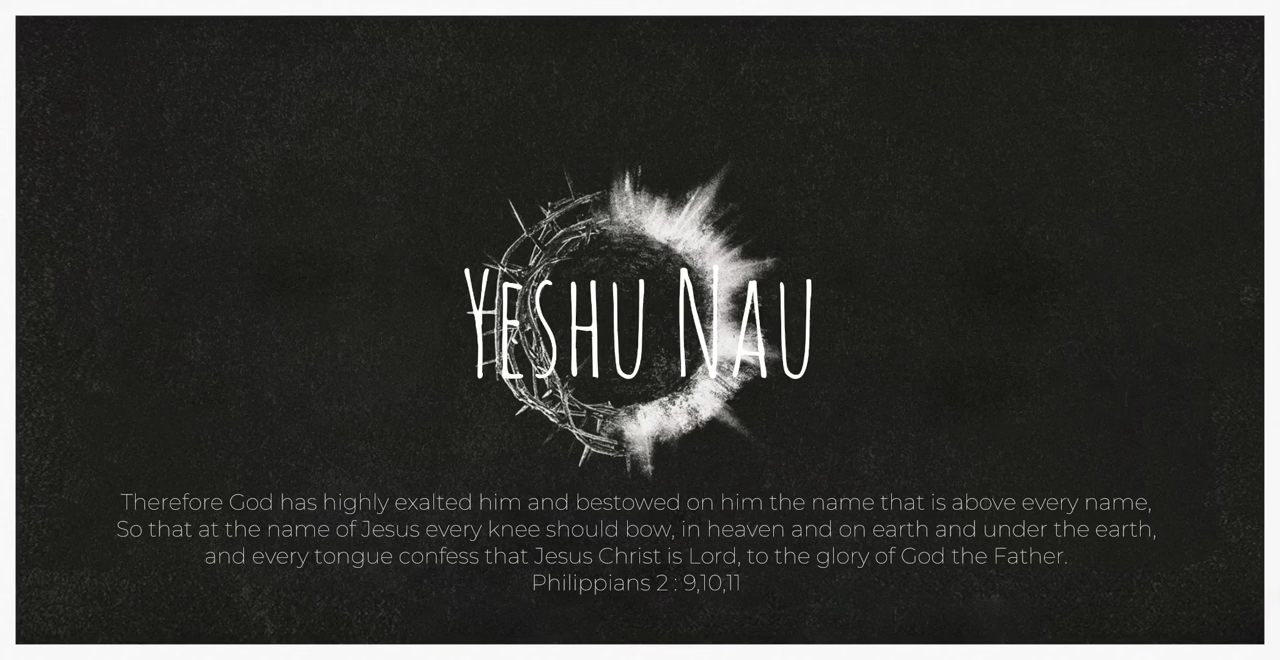 Yeshu Nau
Therefore God has highly exalted him and bestowed on him the name that is above every name,
So that at the name of Jesus every knee should bow, in heaven and on earth and under the earth,
and every tongue confess that Jesus Christ is Lord, to the glory of God the Father.
Philippians 2 : 9,10,11